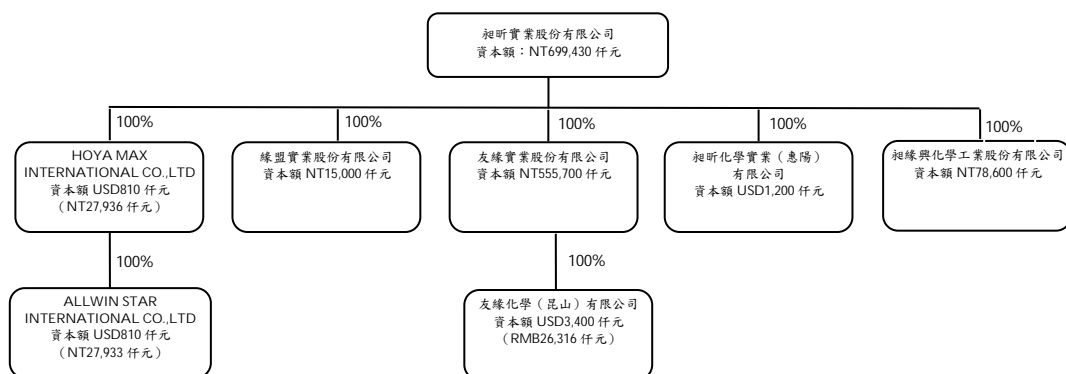 昶昕實業股份有限公司
資本額：NT699,430 仟元
100%
100%
100%
100%
100%
HOYA MAX
INTERNATIONAL CO.,LTD
資本額 USD810 仟元
（NT27,936 仟元）
緣盟實業股份有限公司
資本額 NT15,000 仟元
友緣實業股份有限公司
資本額 NT555,700 仟元
昶昕化學實業（惠陽）
有限公司
資本額 USD1,200 仟元
昶緣興化學工業股份有限公司
資本額 NT78,600 仟元
100%
100%
ALLWIN STAR
INTERNATIONAL CO.,LTD
資本額 USD810 仟元
（NT27,933 仟元）
友緣化學（昆山）有限公司
資本額 USD3,400 仟元
（RMB26,316 仟元）